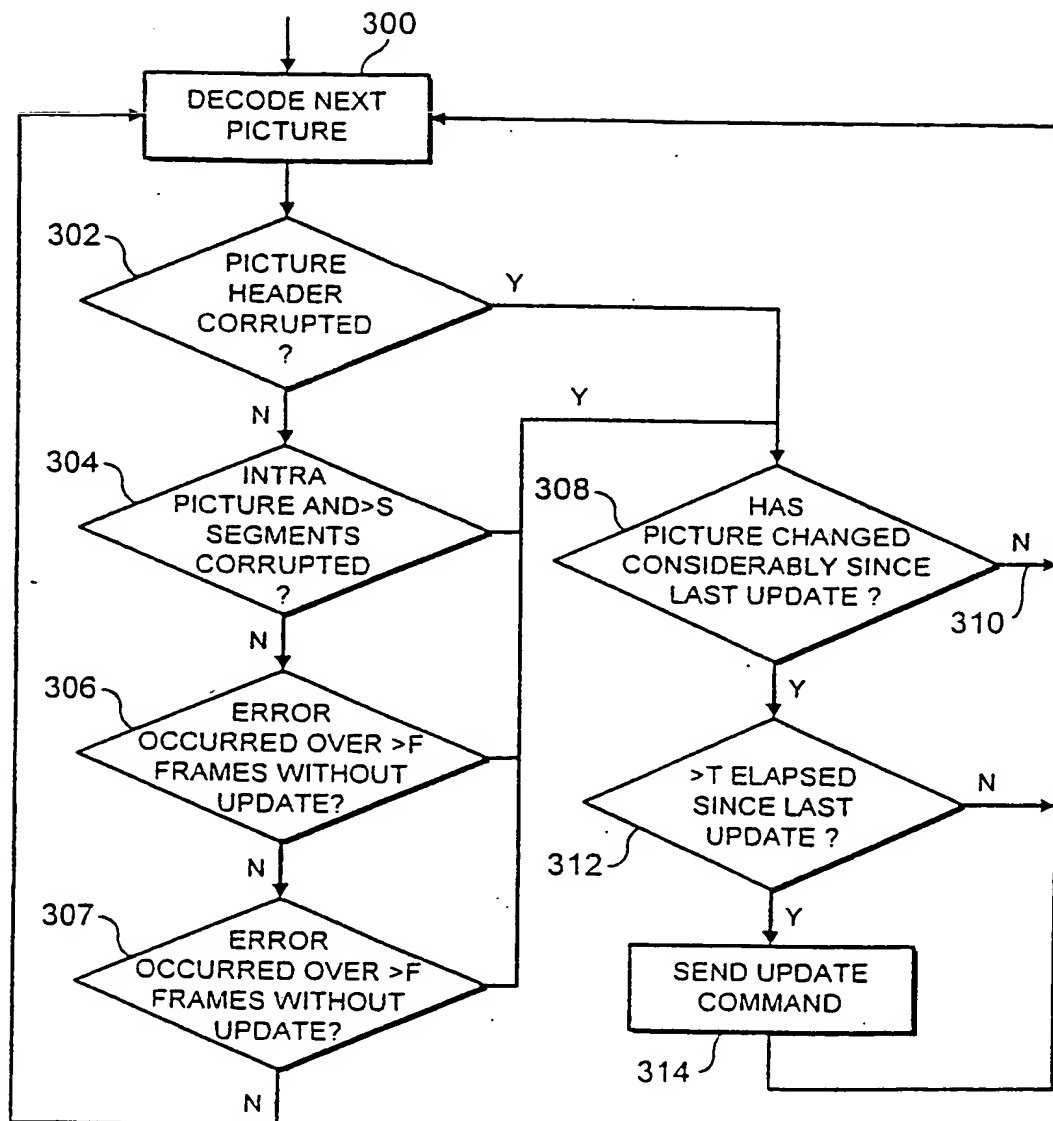 300
DECODE NEXT
PICTURE
302
PICTURE
HEADER
CORRUPTED
?
Y
N
Y
304
INTRA
PICTURE AND>S
SEGMENTS
CORRUPTED
?
N
308
HAS
PICTURE CHANGED
CONSIDERABLY SINCE
LAST UPDATE ?
N
310
Y
306
ERROR
OCCURRED OVER >F
FRAMES WITHOUT
UPDATE?
N
>T ELAPSED
SINCE LAST
UPDATE ?
N
312
Y
307
ERROR
OCCURRED OVER >F
FRAMES WITHOUT
UPDATE?
N
SEND UPDATE
COMMAND
314